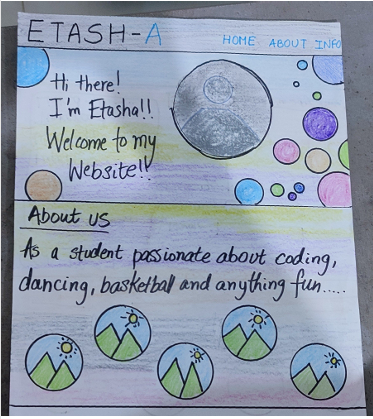 ETASH-A
HOME ABOUT INFO
Hi there!
I'm Etasha!!
Welcome to my
Website!!
About us
As a student passionate about coding,
dancing, basketball and anything fun.....